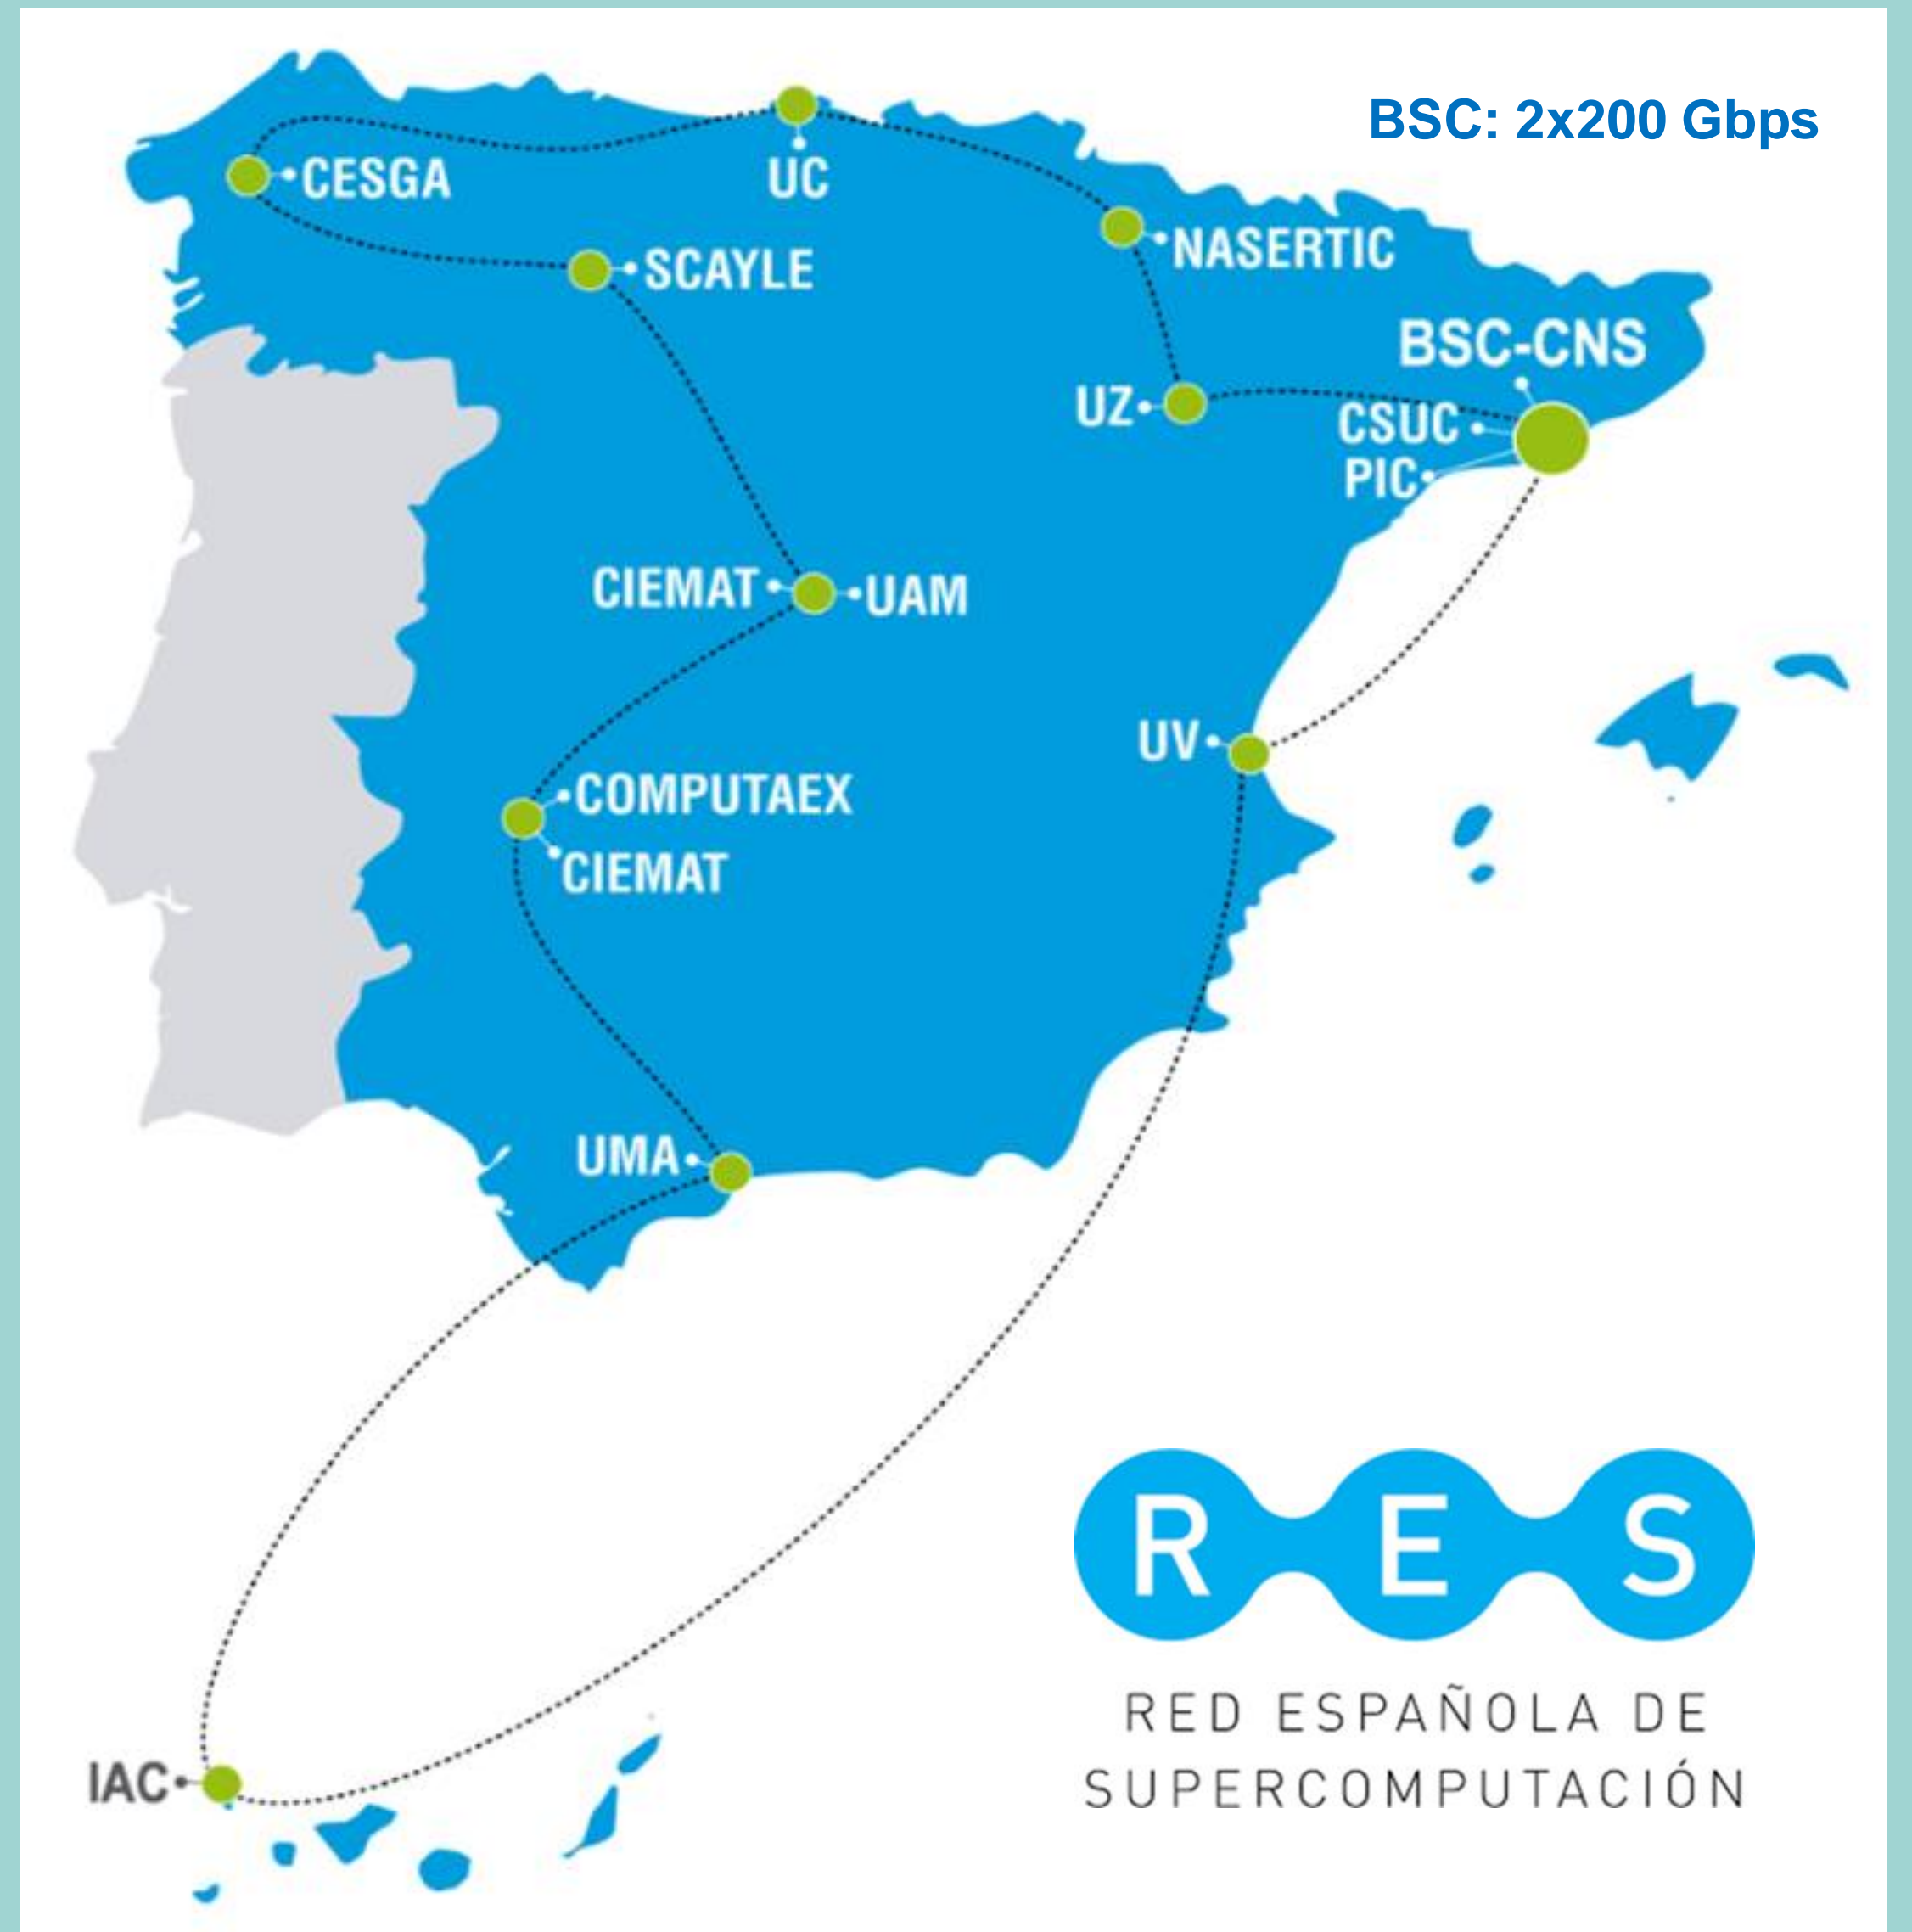 BSC: 2x200 Gbps
CESGA
UC
NASERTIC
SCAYLE
BSC-CNS
UZ
CSUC
PIC
CIEMAT
UAM
UV
COMPUTAEX
CIEMAT
UMA
R E S
RED ESPAÑOLA DE
SUPERCOMPUTACIÓN
IAC